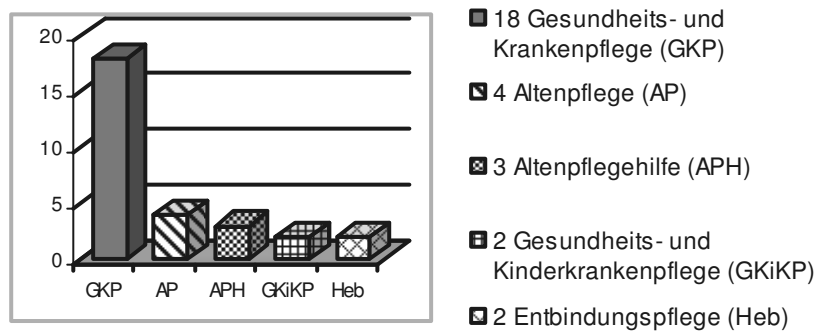 20
15
10
5
0
GKP AP APH GKiKP Heb
18 Gesundheits- und
Krankenpflege (GKP)
4 Altenpflege (AP)
3 Altenpflegehilfe (APH)
2 Gesundheits- und
Kinderkrankenpflege (GKiKP)
2 Entbindungspflege (Heb)